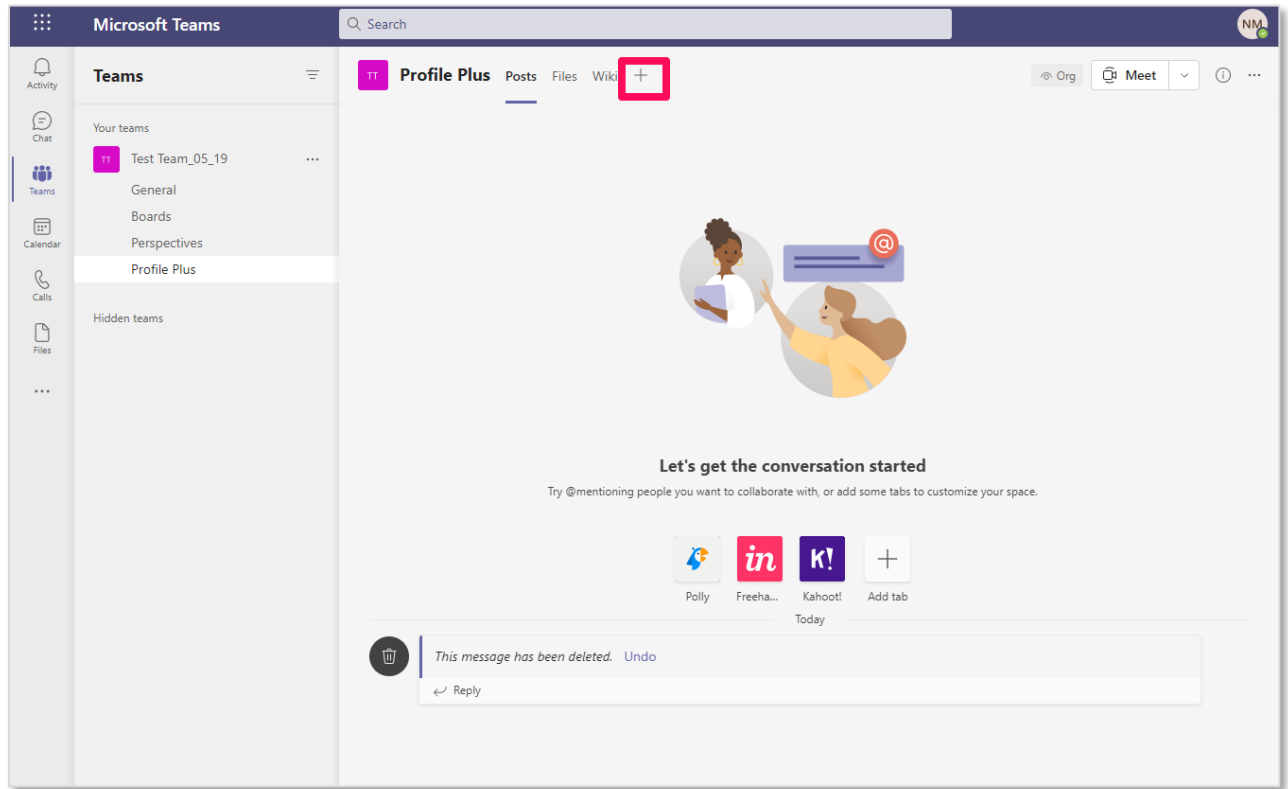 Microsoft Teams
Search
NM
Activity
Chat
Teams
Calendar
Calls
Files
Teams
Your teams
TT Test Team_05_19
General
Boards
Perspectives
Profile Plus
Hidden teams
TT Profile Plus Posts Files Wiki
Org Meet
@
Let's get the conversation started
Try @mentioning people you want to collaborate with, or add some tabs to customize your space.
in K!
Polly Freeha... Kahoot! Add tab
Today
This message has been deleted. Undo
Reply